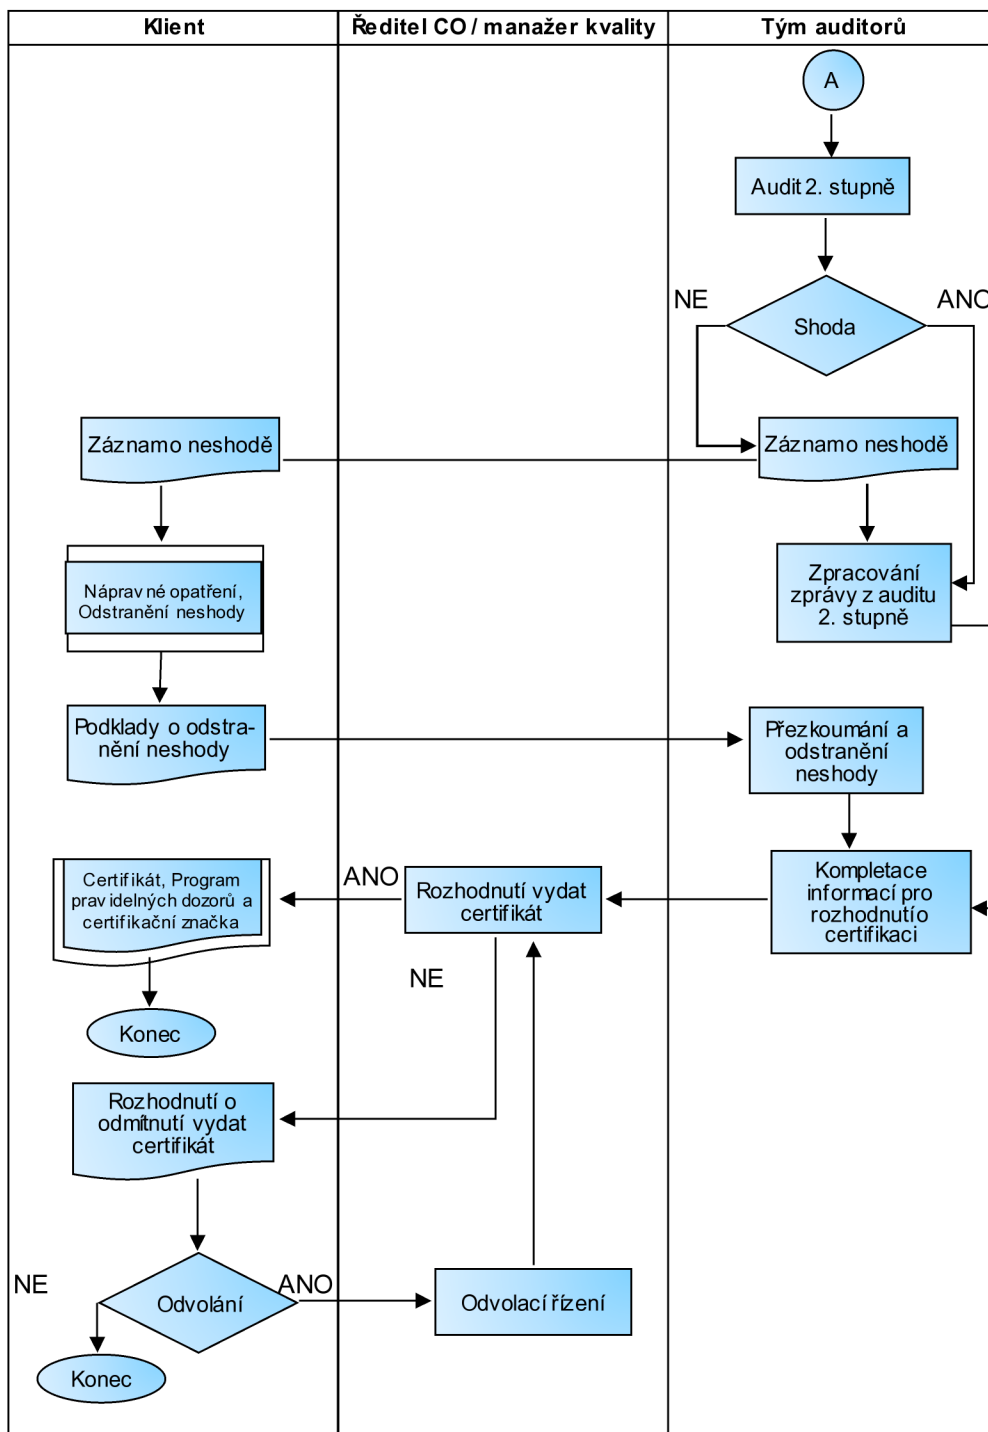 Klient
Ředitel CO / manažer kvality
Tým auditorů
A
Audit 2. stupně
NE
ANO
Shoda
Záznamo neshodě
Záznamo neshodě
Nápravné opatření,
Odstranění neshody
Zpracování
zprávy z auditu
2. stupně
Podklady o odstra-
nění neshody
Přezkoumání a
odstranění
neshody
Certifikát, Program
pravidelných dozorů a
certifikační značka
ANO
Rozhodnutí vydat
certifikát
Kompletace
informací pro
rozhodnutío
certifikaci
NE
Konec
Rozhodnutí o
odmítnutí vydat
certifikát
NE
Odvolání
ANO
Odvolací řízení
Konec